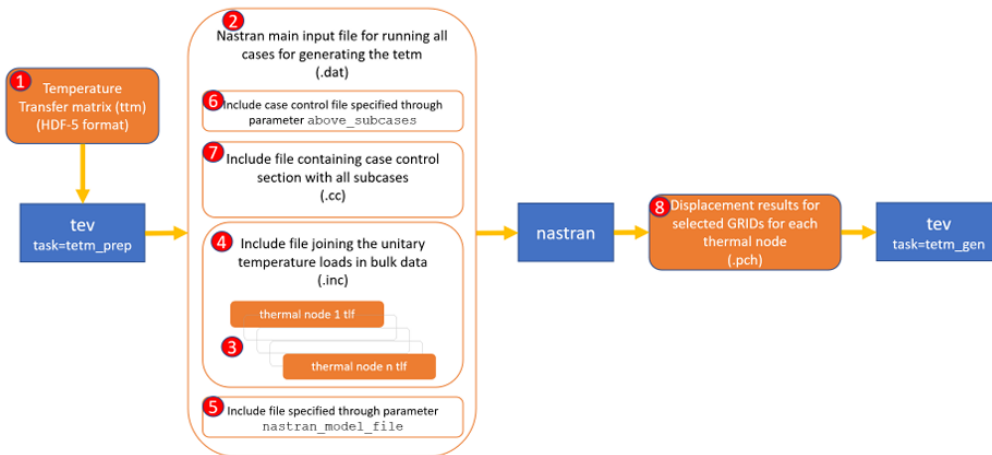 1
Temperature
Transfer matrix (ttm)
(HDF-5 format)
tev
task=tetm_prep
2
Nastran main input file for running all
cases for generating the tetm
(.dat)
6
Include case control file specified through
parameter above_subcases
7
Include file containing case control
section with all subcases
(.cc)
4
Include file joining the unitary
temperature loads in bulk data
(.inc)
thermal node 1 tlf
3
thermal node n tlf
5
Include file specified through parameter
nastran_model_file
nastran
8
Displacement results for
selected GRIDs for each
thermal node
(.pch)
tev
task=tetm_gen